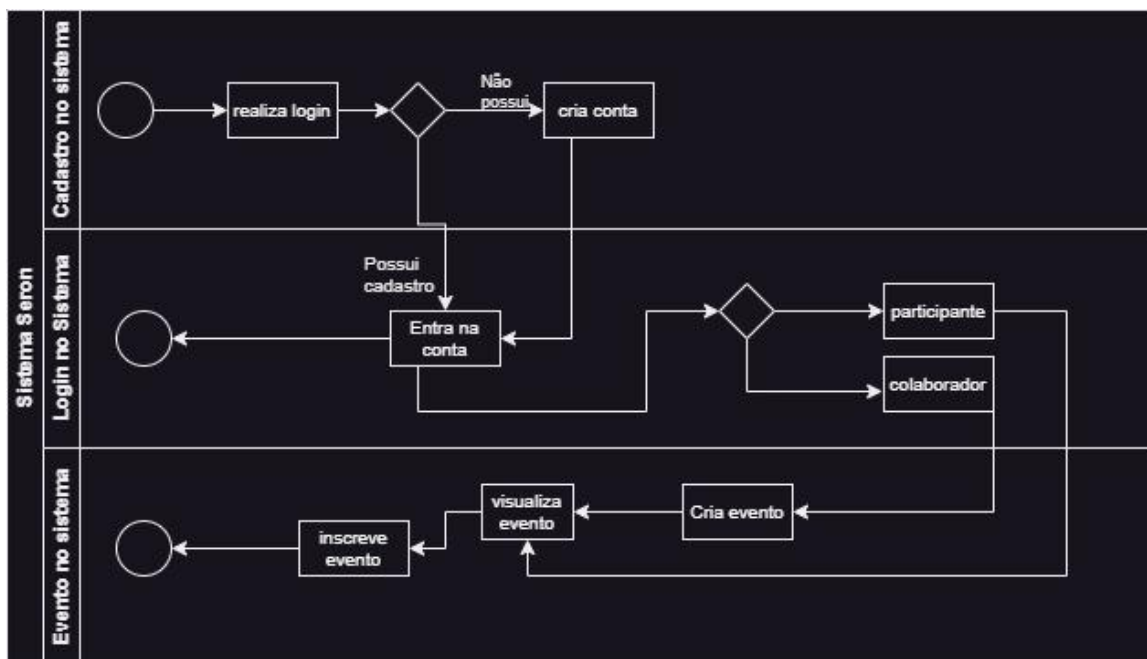 Sistema Seron
Cadastro no sistema
realiza login
Não
possui
cria conta
Login no Sistema
Possui
cadastro
Entra na
conta
participante
colaborador
Evento no sistema
visualiza
evento
Cria evento
inscreve
evento